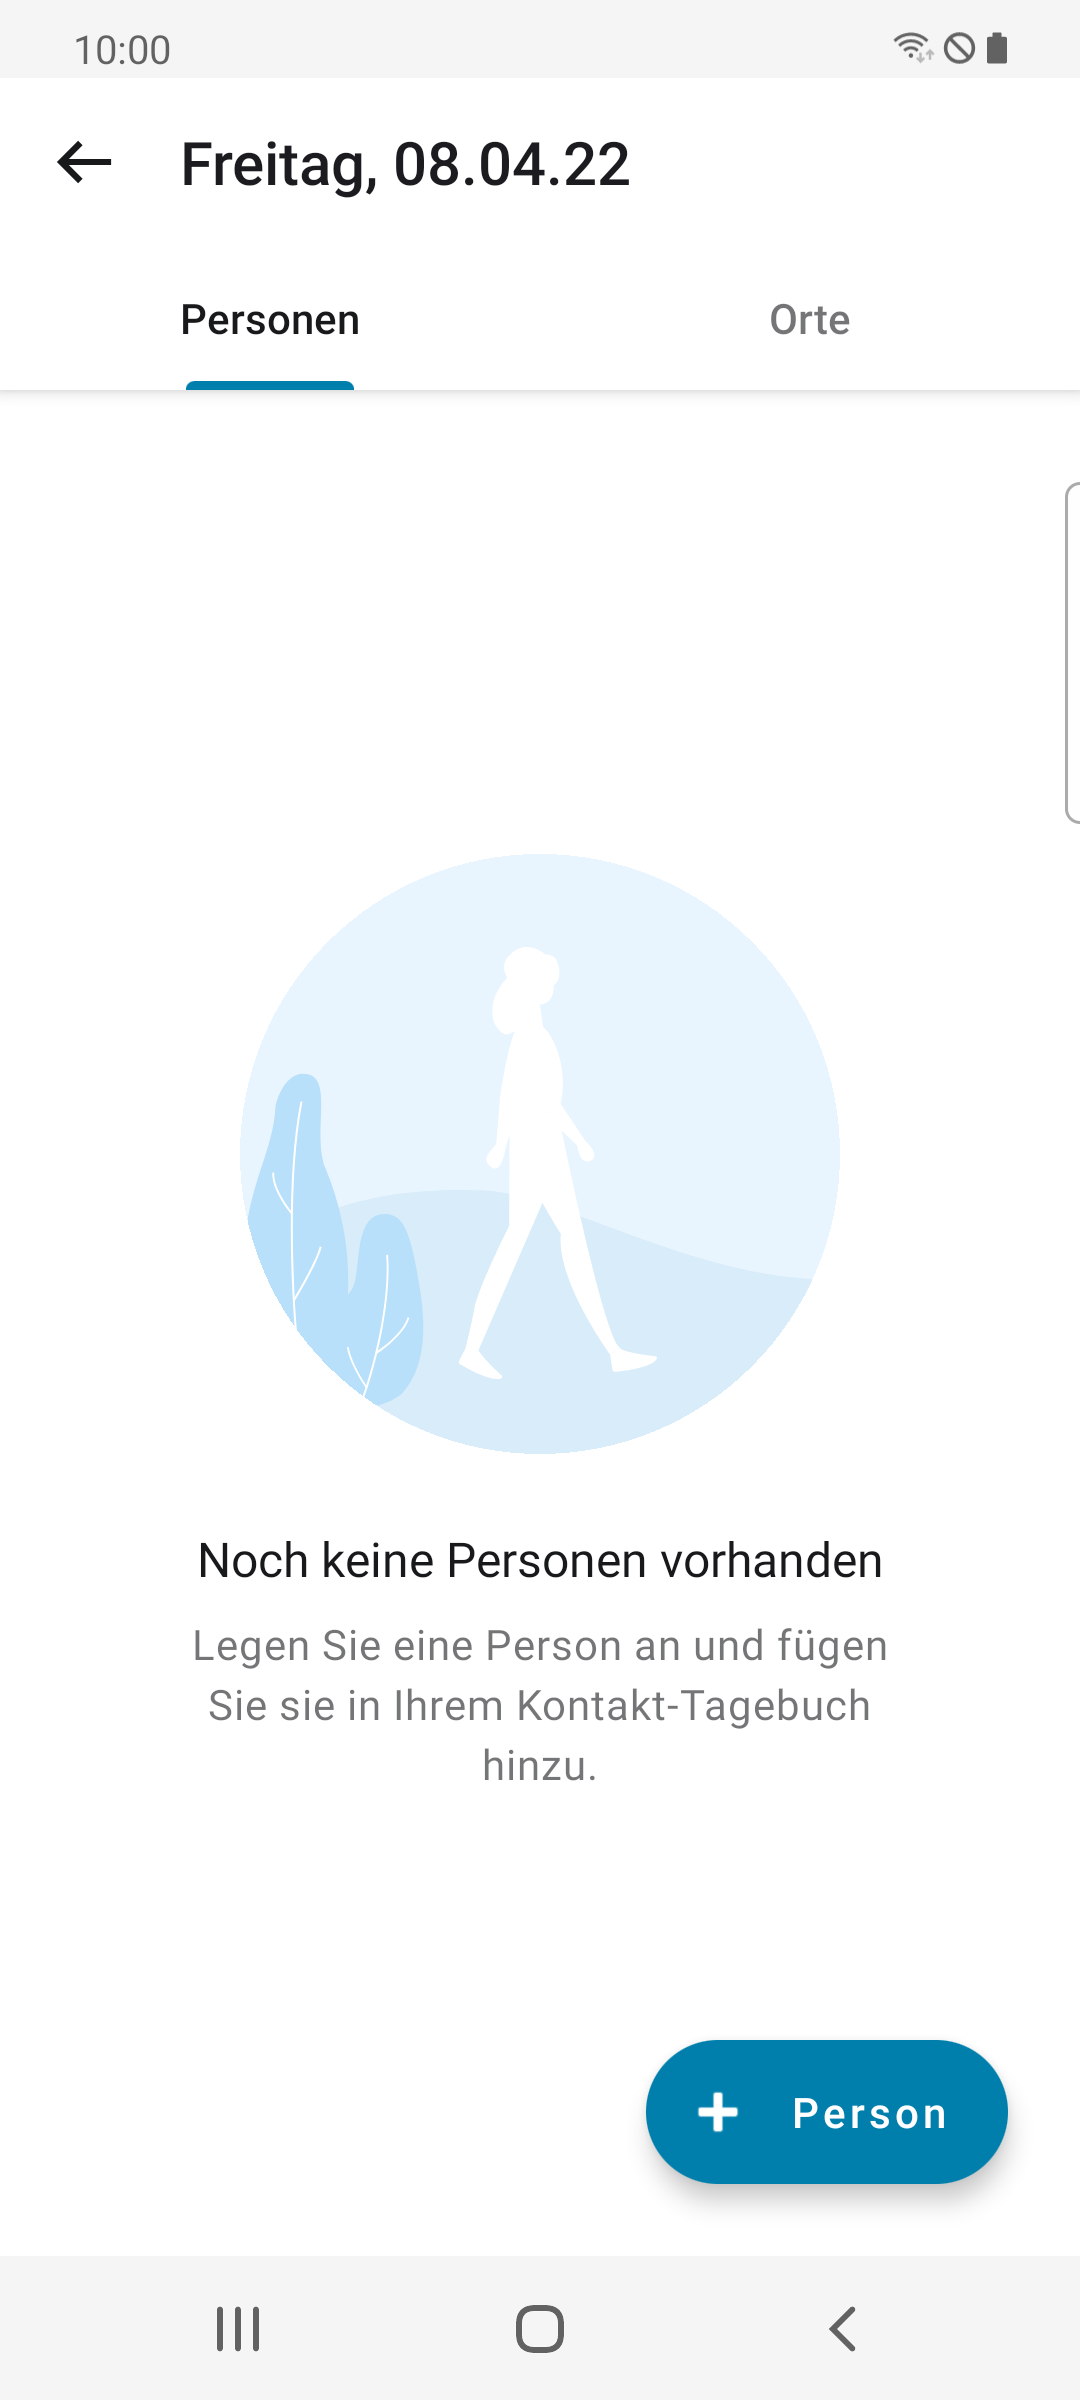 10:00
Freitag, 08.04.22
Personen
Orte
Noch keine Personen vorhanden
Legen Sie eine Person an und fügen
Sie sie in Ihrem Kontakt-Tagebuch
hinzu.
Person